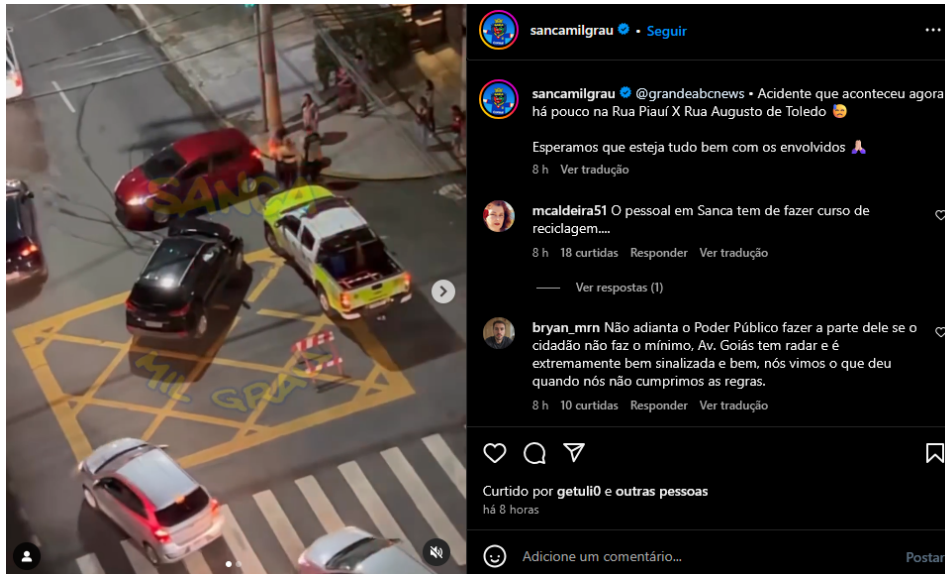 SANCA
MIL GRAU
sancamilgrau • Seguir
sancamilgrau @grandeabcnews • Acidente que aconteceu agora
há pouco na Rua Piauí X Rua Augusto de Toledo 😓
Esperamos que esteja tudo bem com os envolvidos 🙏🏻
8 h Ver tradução
mcaldeira51 O pessoal em Sanca tem de fazer curso de
reciclagem....
8 h 18 curtidas Responder Ver tradução
Ver respostas (1)
bryan_mrn Não adianta o Poder Público fazer a parte dele se o
cidadão não faz o mínimo, Av. Goiás tem radar e é
extremamente bem sinalizada e bem, nós vimos o que deu
quando nós não cumprimos as regras.
8 h 10 curtidas Responder Ver tradução
Curtido por getuli0 e outras pessoas
há 8 horas
Adicione um comentário...
Postar